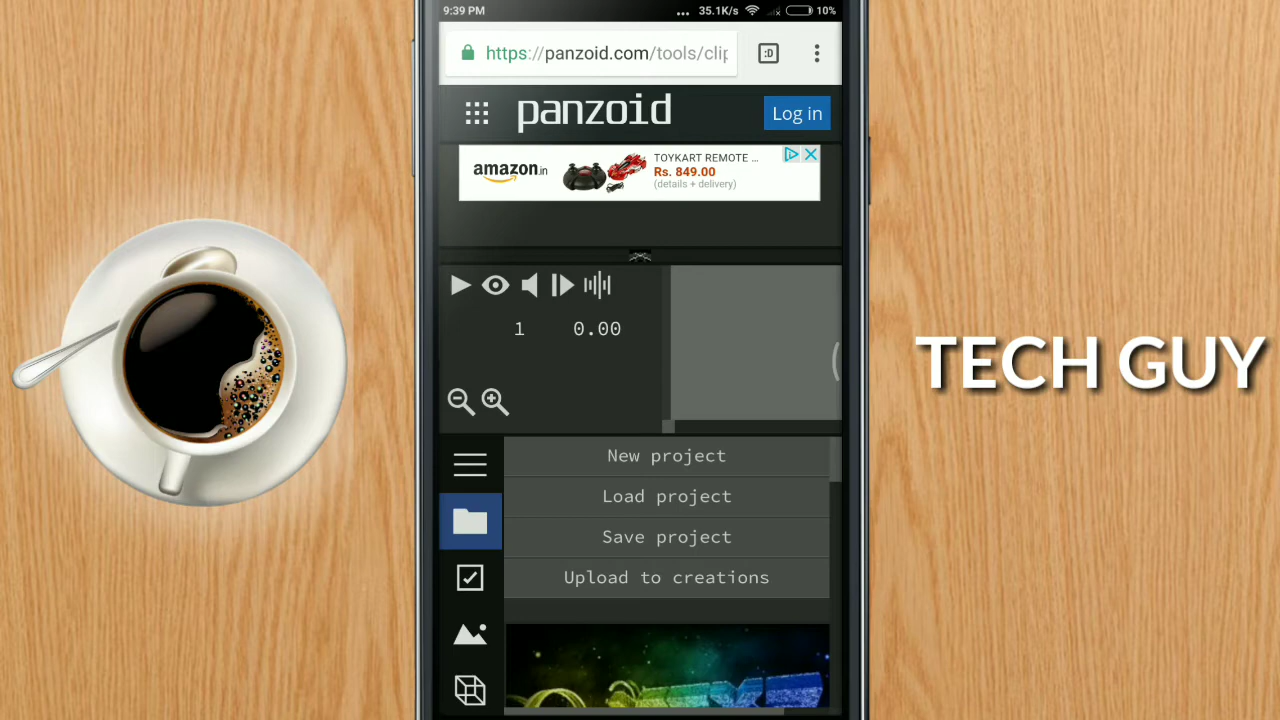 9:39 PM
... 35.1K/s 10%
https://panzoid.com/tools/clip
:D
panzoid
Log in
amazon.in
TOYKART REMOTE ...
Rs. 849.00
(details + delivery)
1 0.00
New project
Load project
Save project
Upload to creations
TECH GUY